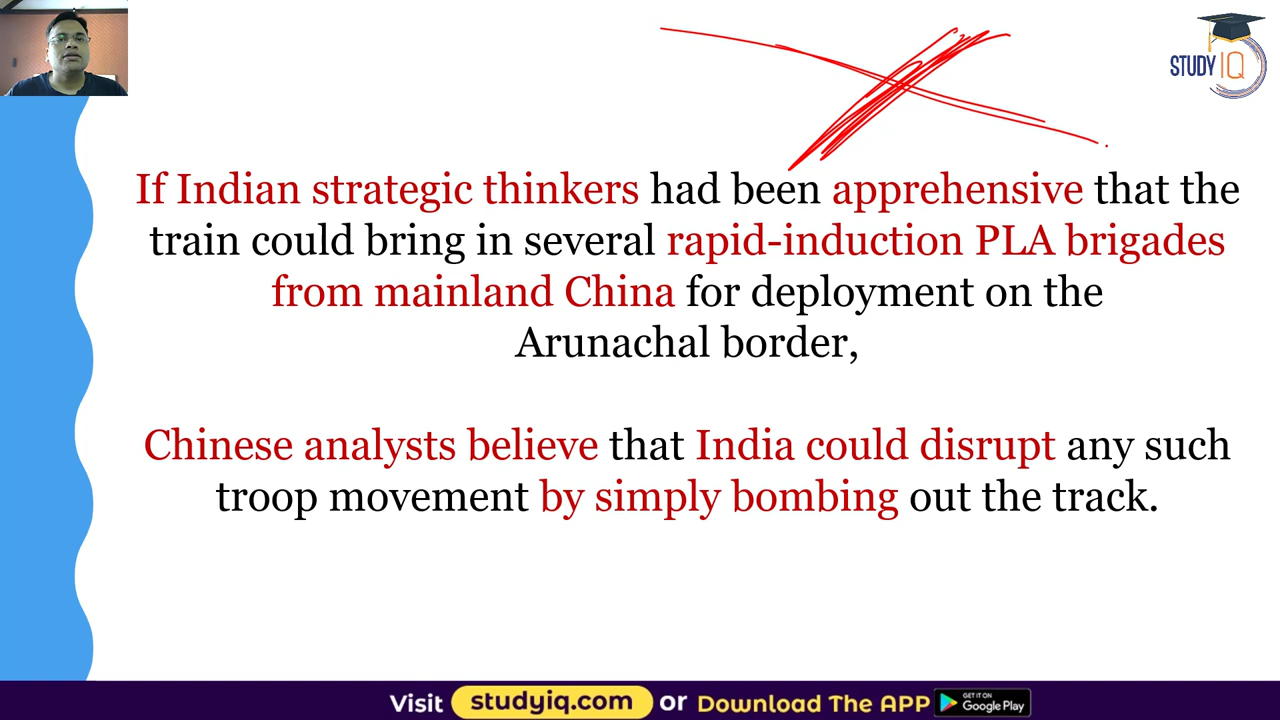 STUDY IQ
If Indian strategic thinkers had been apprehensive that the
train could bring in several rapid-induction PLA brigades
from mainland China for deployment on the
Arunachal border,
Chinese analysts believe that India could disrupt any such
troop movement by simply bombing out the track.
Visit studyiq.com or Download The APP GET IT ON Google Play